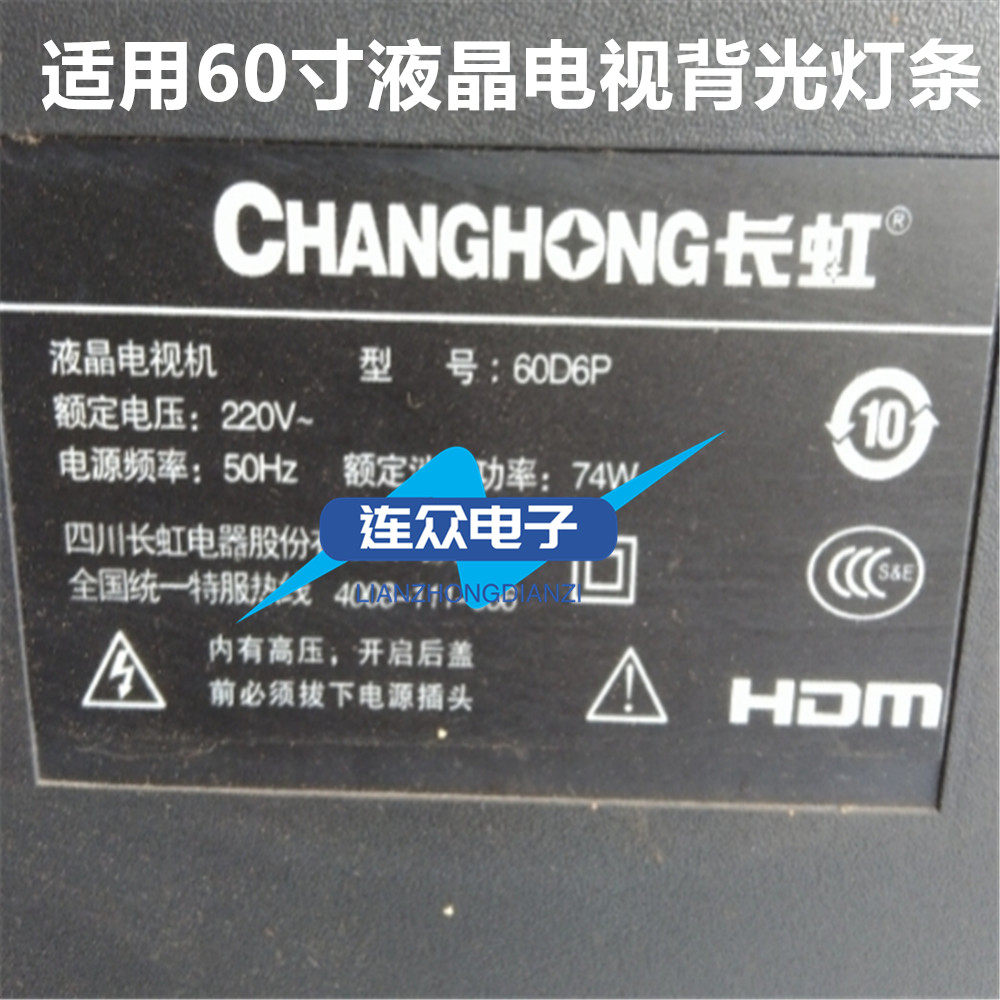 适用60寸液晶电视背光灯条
CHANGHONG长虹®
液晶电视机 型 号：60D6P
额定电压：220V~
10
电源频率：50Hz 额定 功率：74W
连众电子
四川长虹电器股份
S&E
全国统一特服热线
LIANZHONGDIANZI
内有高压，开启后盖
前必须拔下电源插头
HDMI